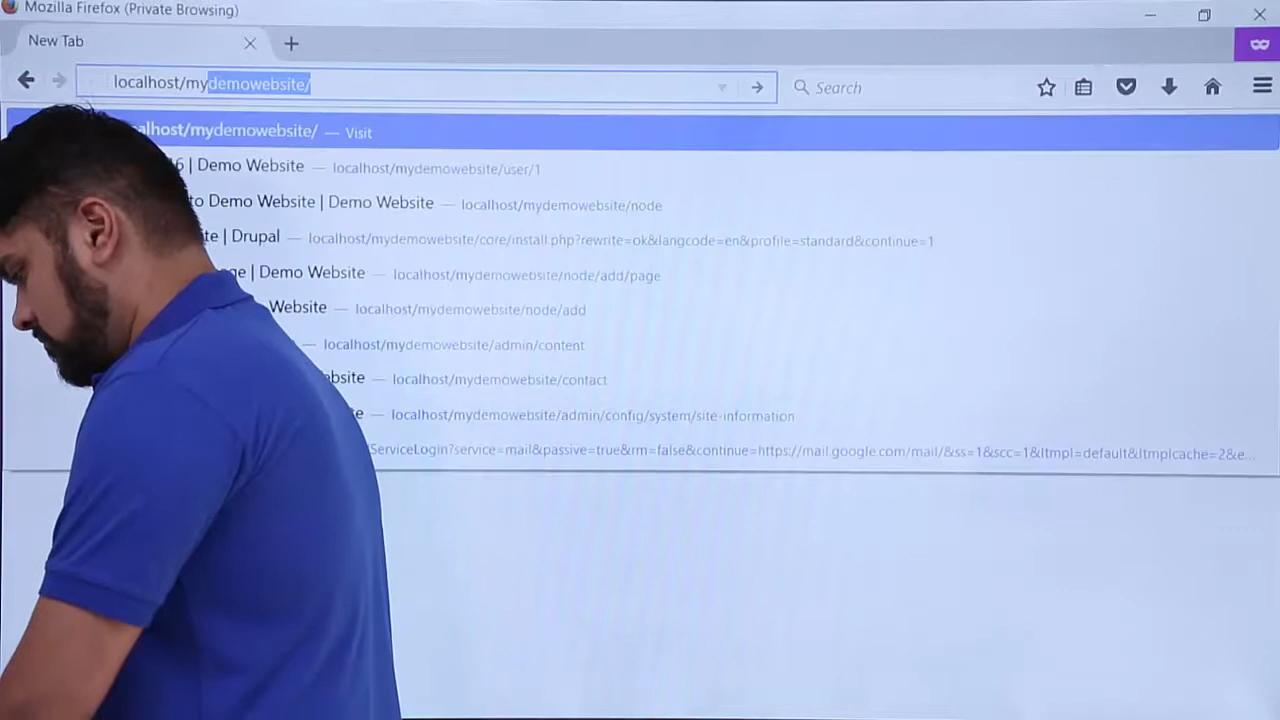 Mozilla Firefox (Private Browsing)
New Tab
localhost/mydemowebsite/
Search
alhost/mydemowebsite/ — Visit
6 | Demo Website — localhost/mydemowebsite/user/1
to Demo Website | Demo Website — localhost/mydemowebsite/node
te | Drupal — localhost/mydemowebsite/core/install.php?rewrite=ok&langcode=en&profile=standard&continue=1
ge | Demo Website — localhost/mydemowebsite/node/add/page
Website — localhost/mydemowebsite/node/add
— localhost/mydemowebsite/admin/content
bsite — localhost/mydemowebsite/contact
e — localhost/mydemowebsite/admin/config/system/site-information
ServiceLogin?service=mail&passive=true&rm=false&continue=https://mail.google.com/mail/&ss=1&scc=1&ltmpl=default&ltmplcache=2&e...